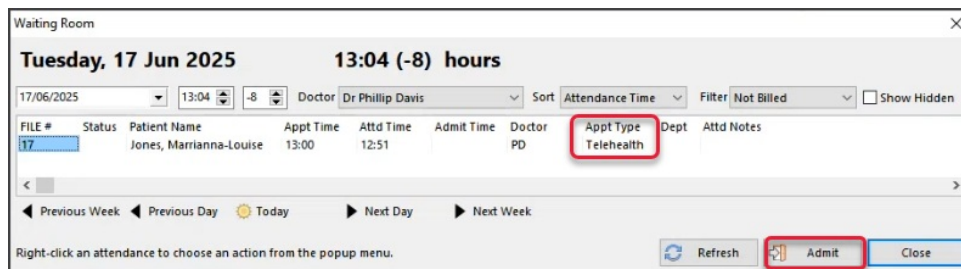 Waiting Room
Tuesday, 17 Jun 2025 13:04 (-8) hours
17/06/2025 13:04 -8 Doctor Dr Phillip Davis Sort Attendance Time Filter Not Billed Show Hidden
FILE # Status Patient Name Appt Time Attd Time Admit Time Doctor Appt Type Dept Attd Notes
17 Jones, Marrianna-Louise 13:00 12:51 PD Telehealth
Previous Week Previous Day Today Next Day Next Week
Right-click an attendance to choose an action from the popup menu. Refresh Admit Close